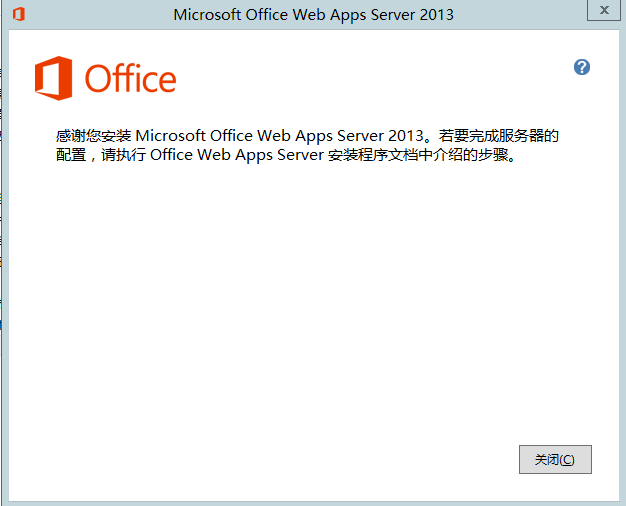 Microsoft Office Web Apps Server 2013
x
Office
?
感谢您安装 Microsoft Office Web Apps Server 2013。若要完成服务器的
配置，请执行 Office Web Apps Server 安装程序文档中介绍的步骤。
关闭(C)